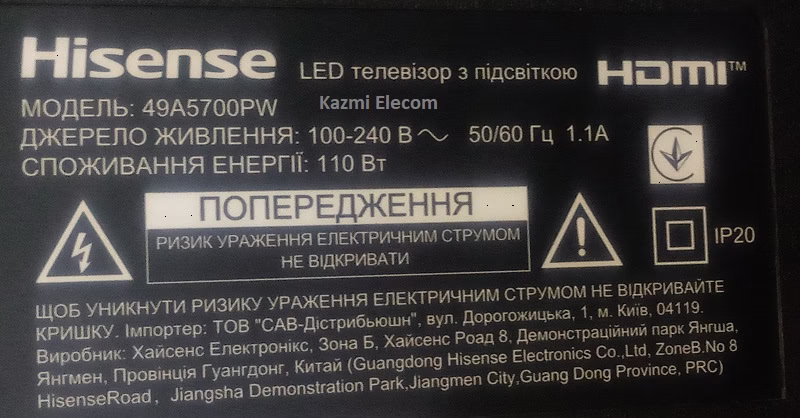 Hisense LED телевізор з підсвіткою HDMI™
МОДЕЛЬ: 49A5700PW
Kazmi Elecom
ДЖЕРЕЛО ЖИВЛЕННЯ: 100-240 В 50/60 Гц 1.1А
СПОЖИВАННЯ ЕНЕРГІЇ: 110 Вт
ПОПЕРЕДЖЕННЯ
РИЗИК УРАЖЕННЯ ЕЛЕКТРИЧНИМ СТРУМОМ
НЕ ВІДКРИВАТИ
IP20
ЩОБ УНИКНУТИ РИЗИКУ УРАЖЕННЯ ЕЛЕКТРИЧНИМ СТРУМОМ НЕ ВІДКРИВАЙТЕ
КРИШКУ. Імпортер: ТОВ "САВ-Дістрибьюшн", вул. Дорогожицька, 1, м. Київ, 04119.
Виробник: Хайсенс Електронікс, Зона Б, Хайсенс Роад 8, Демонстраційний парк Янгша,
Янгмен, Провінція Гуангдонг, Китай (Guangdong Hisense Electronics Co.,Ltd, ZoneB.No 8
HisenseRoad , Jiangsha Demonstration Park,Jiangmen City,Guang Dong Province, PRC)